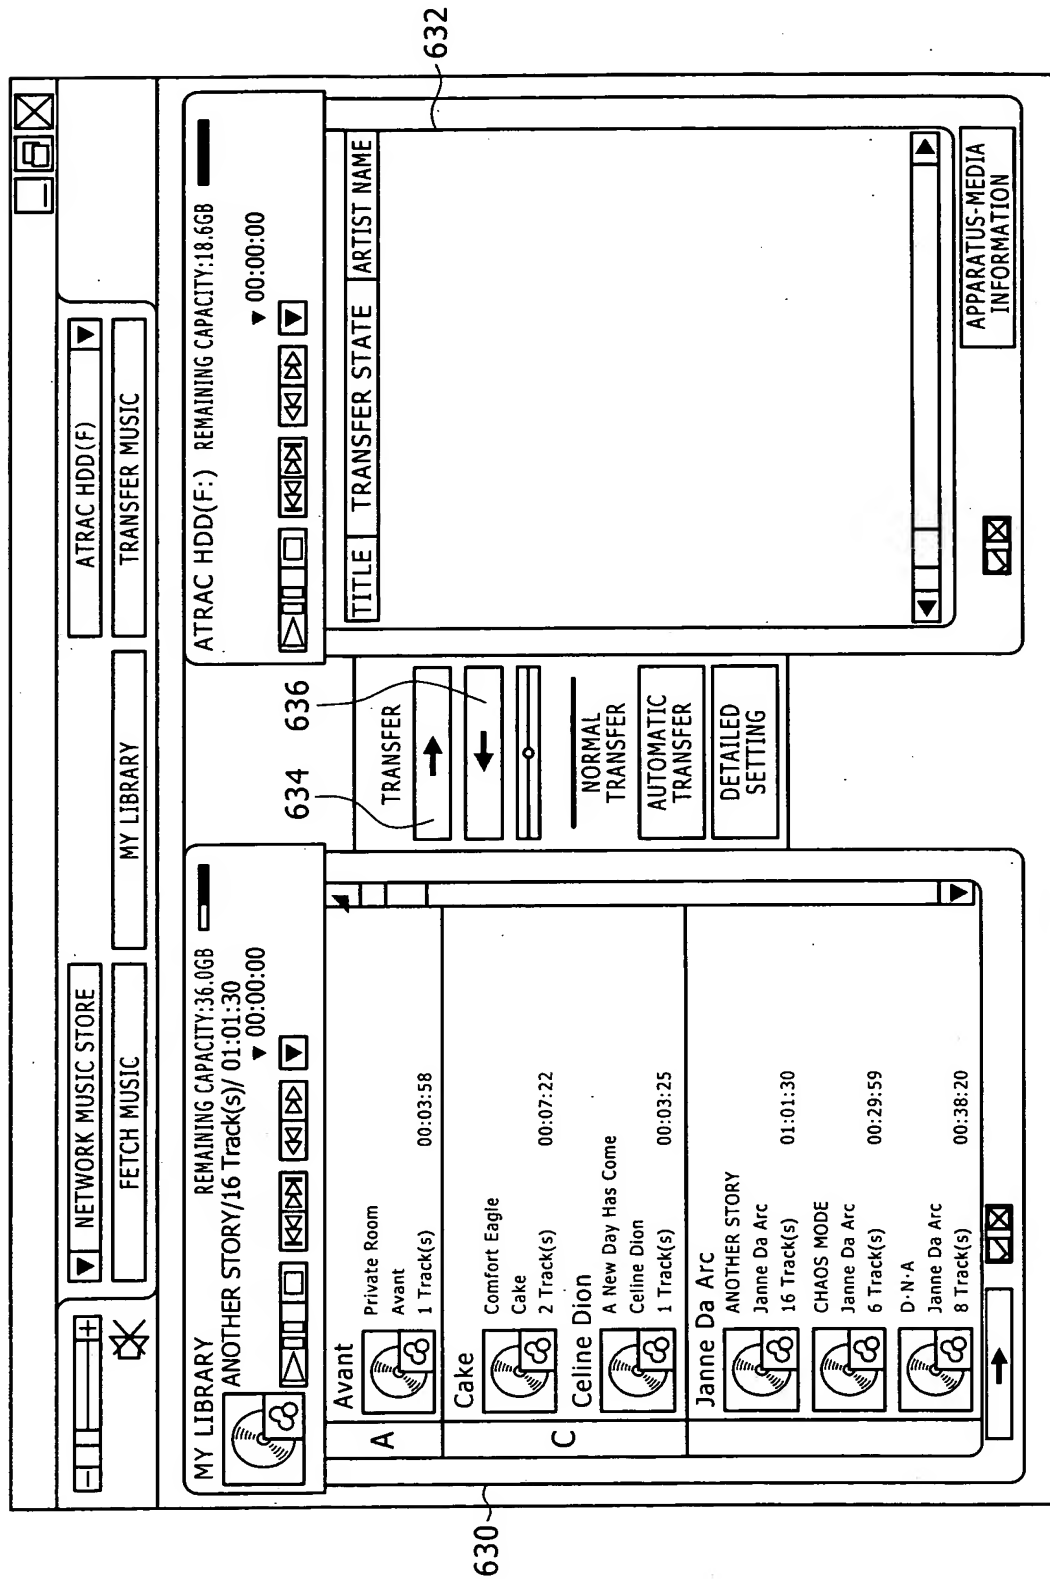 NETWORK MUSIC STORE
ATRAC HDD(F)
FETCH MUSIC
MY LIBRARY
TRANSFER MUSIC
MY LIBRARY
REMAINING CAPACITY:36.0GB
ANOTHER STORY/16 Track(s)/ 01:01:30
00:00:00
Avant
A
Private Room
Avant
1 Track(s)
00:03:58
Cake
C
Comfort Eagle
Cake
2 Track(s)
00:07:22
Celine Dion
A New Day Has Come
Celine Dion
1 Track(s)
00:03:25
Janne Da Arc
ANOTHER STORY
Janne Da Arc
16 Track(s)
01:01:30
CHAOS MODE
Janne Da Arc
6 Track(s)
00:29:59
D·N·A
Janne Da Arc
8 Track(s)
00:38:20
630
634
636
TRANSFER
NORMAL
TRANSFER
AUTOMATIC
TRANSFER
DETAILED
SETTING
ATRAC HDD(F:)
REMAINING CAPACITY:18.6GB
00:00:00
TITLE
TRANSFER STATE
ARTIST NAME
632
APPARATUS-MEDIA
INFORMATION